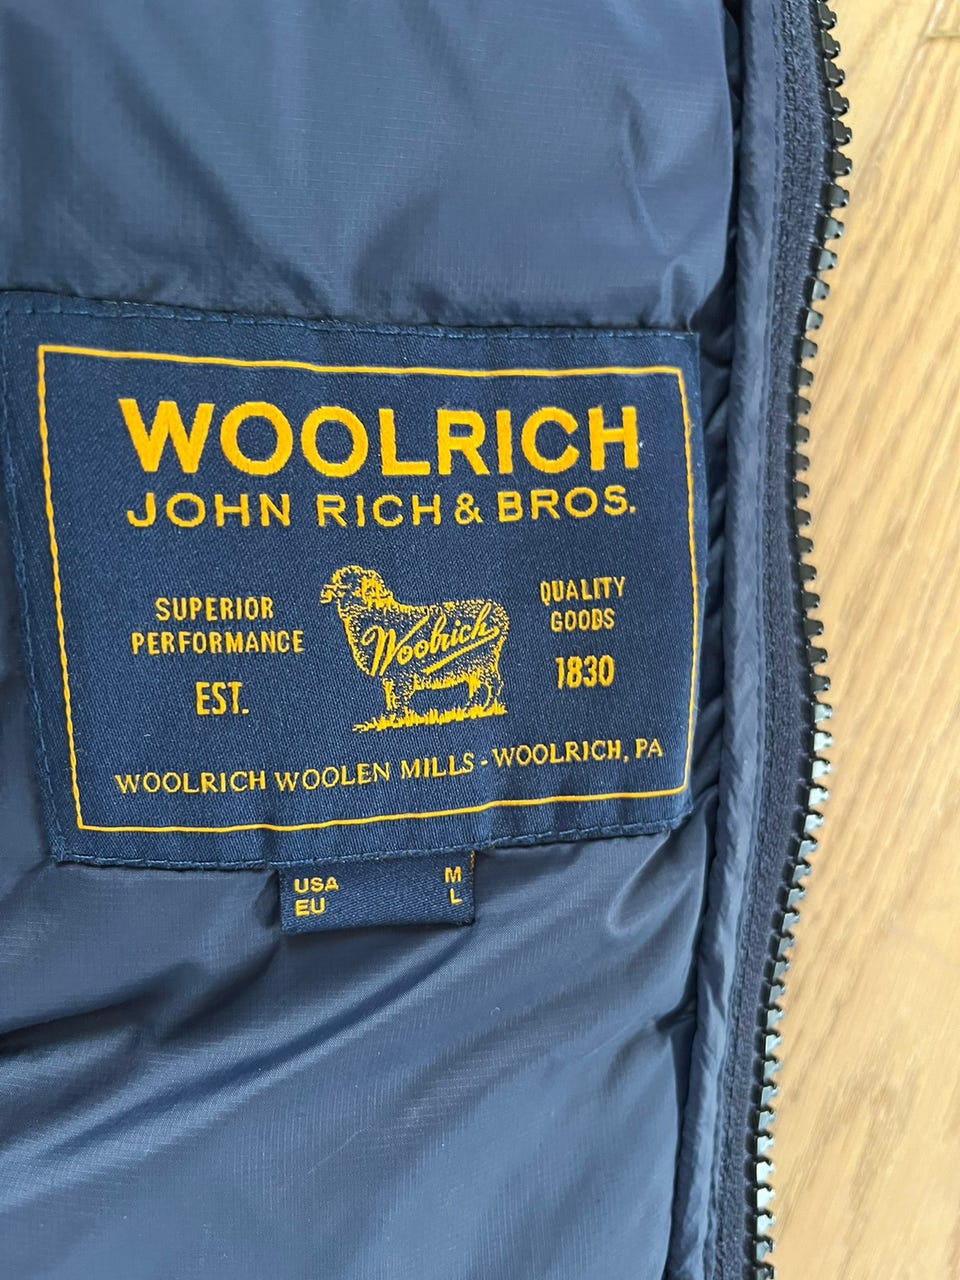 WOOLRICH
JOHN RICH & BROS.
SUPERIOR
PERFORMANCE
EST.
Woolrich
QUALITY
GOODS
1830
WOOLRICH WOOLEN MILLS - WOOLRICH, PA
USA M
EU L